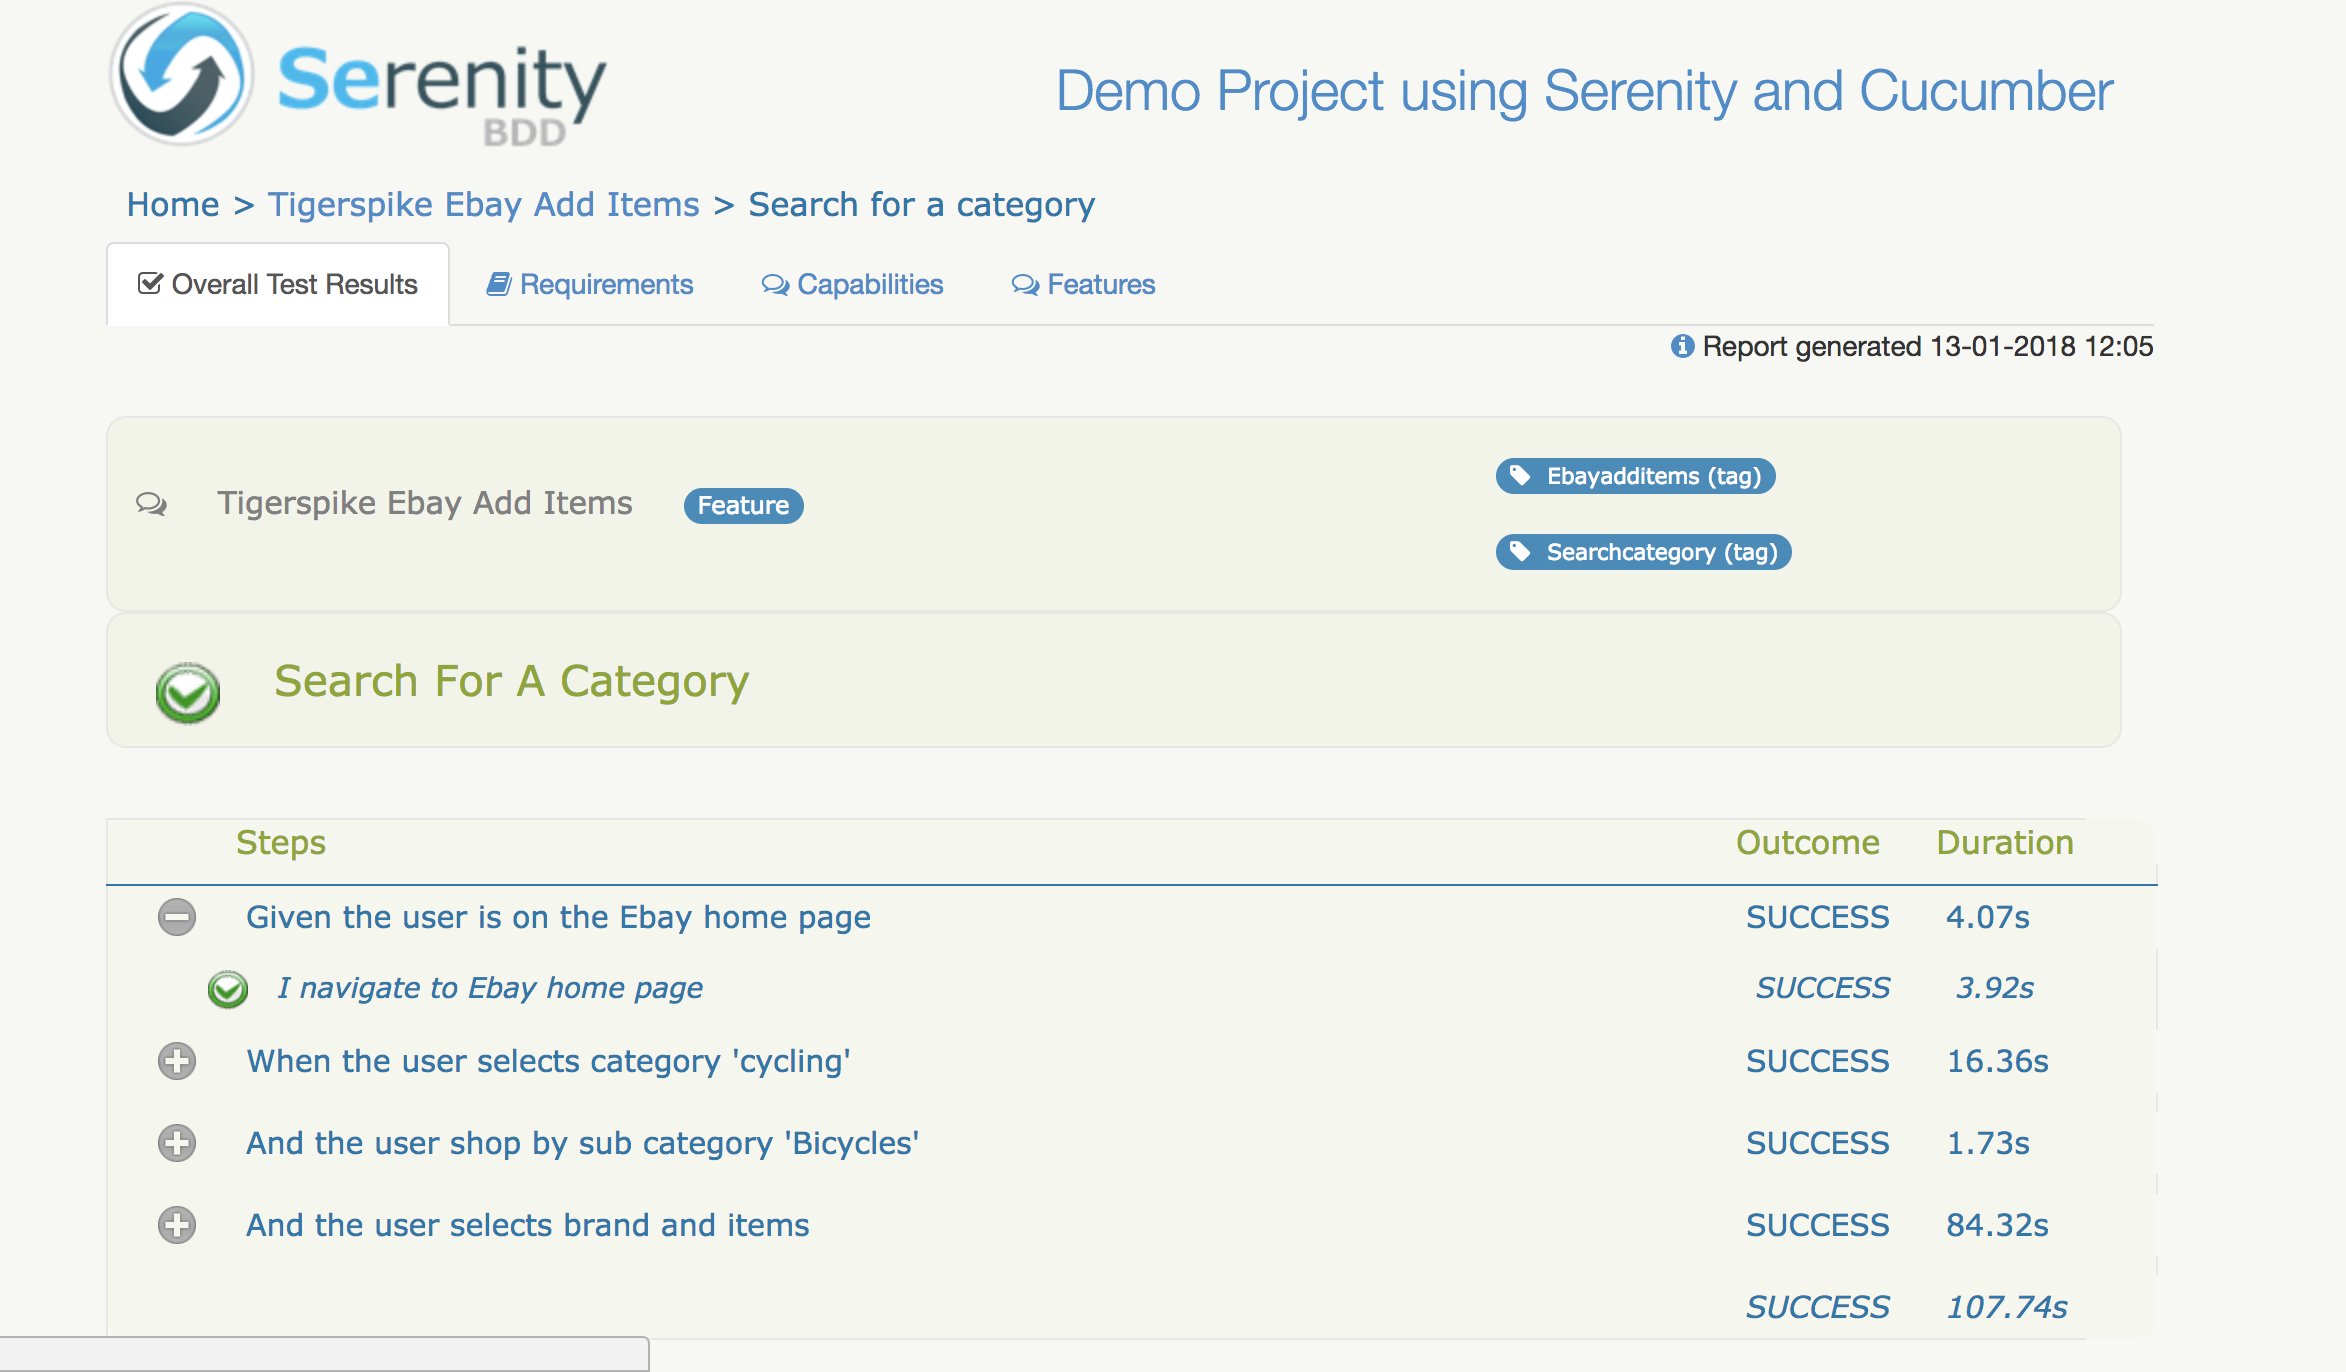 Serenity
BDD
Demo Project using Serenity and Cucumber
Home > Tigerspike Ebay Add Items > Search for a category
Overall Test Results Requirements Capabilities Features
Report generated 13-01-2018 12:05
Tigerspike Ebay Add Items Feature
Ebayadditems (tag)
Searchcategory (tag)
Search For A Category
Steps Outcome Duration
Given the user is on the Ebay home page SUCCESS 4.07s
I navigate to Ebay home page SUCCESS 3.92s
When the user selects category 'cycling' SUCCESS 16.36s
And the user shop by sub category 'Bicycles' SUCCESS 1.73s
And the user selects brand and items SUCCESS 84.32s
SUCCESS 107.74s